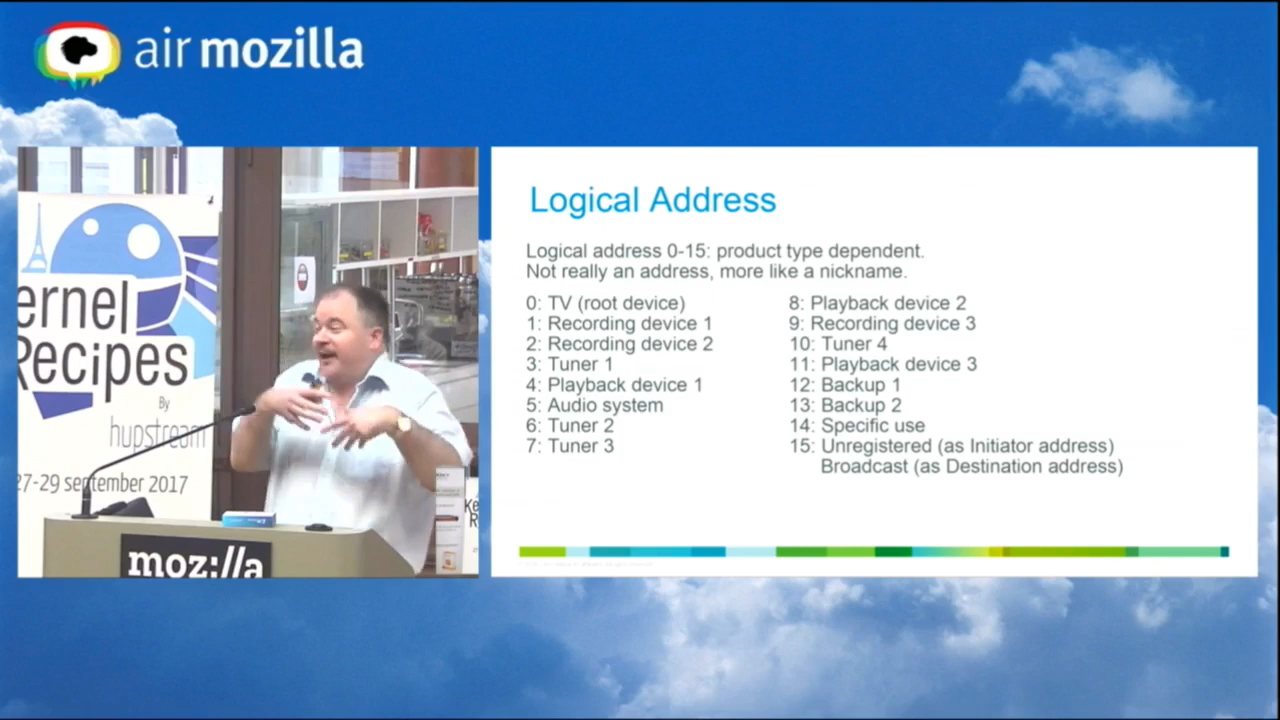 air mozilla
ernel
Recipes
By
hupstream
27-29 september 2017
moz://a
Logical Address
Logical address 0-15: product type dependent.
Not really an address, more like a nickname.
0: TV (root device)
1: Recording device 1
2: Recording device 2
3: Tuner 1
4: Playback device 1
5: Audio system
6: Tuner 2
7: Tuner 3
8: Playback device 2
9: Recording device 3
10: Tuner 4
11: Playback device 3
12: Backup 1
13: Backup 2
14: Specific use
15: Unregistered (as Initiator address)
Broadcast (as Destination address)